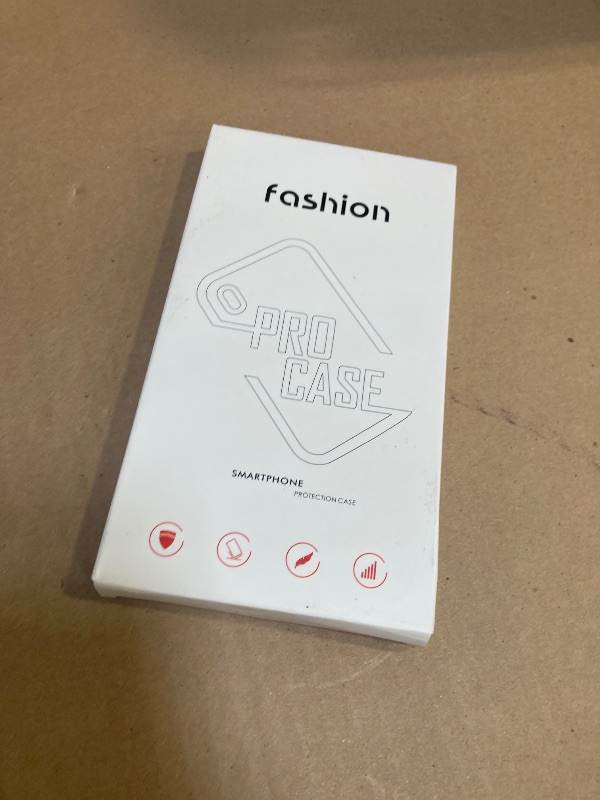 fashion
PRO
CASE
SMARTPHONE
PROTECTION CASE